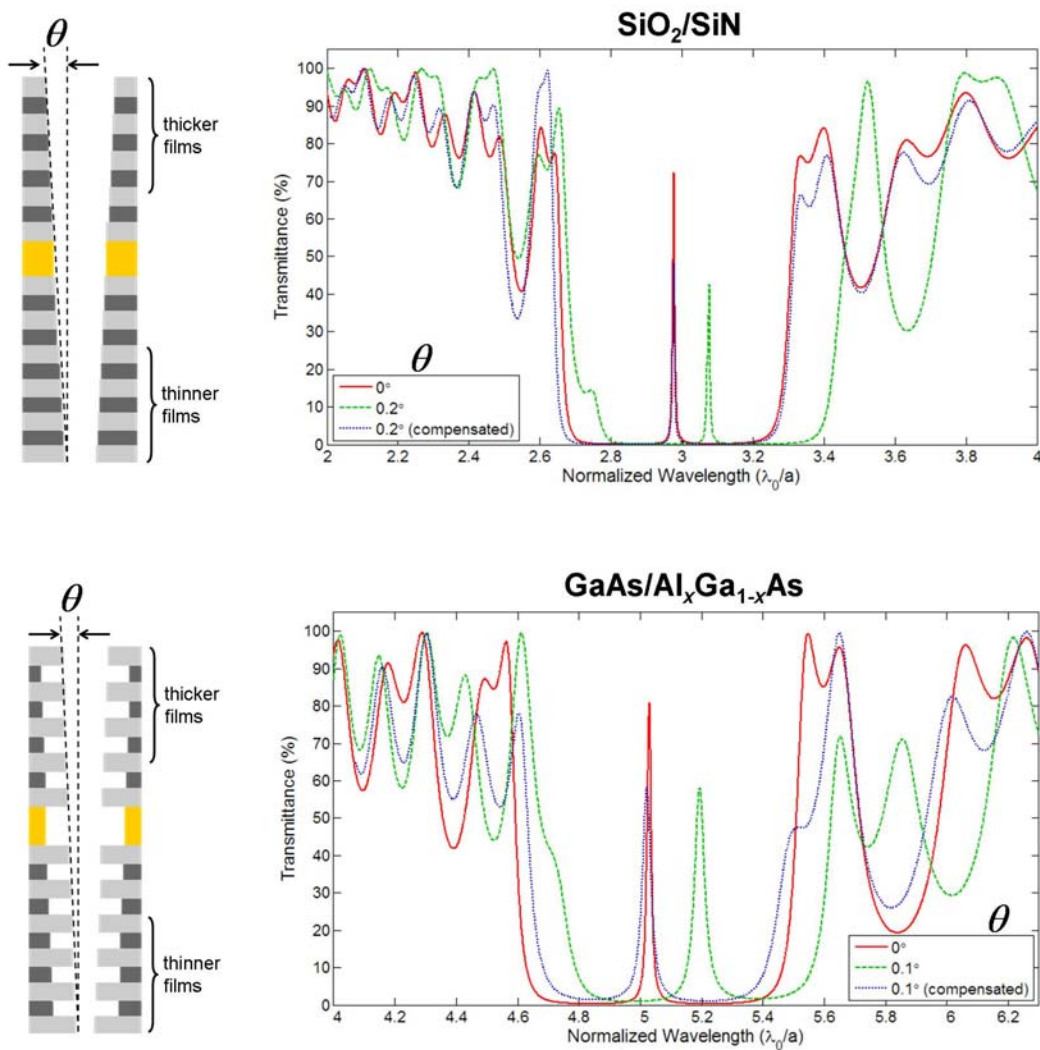 θ
thicker
films
thinner
films
SiO₂/SiN
Transmittance (%)
100
90
80
70
60
50
40
30
20
10
0
2
2.2
2.4
2.6
2.8
3
3.2
3.4
3.6
3.8
4
Normalized Wavelength (λ₀/a)
θ
0°
0.2°
0.2° (compensated)
θ
thicker
films
thinner
films
GaAs/AlₓGa₁₋ₓAs
Transmittance (%)
100
90
80
70
60
50
40
30
20
10
0
4
4.2
4.4
4.6
4.8
5
5.2
5.4
5.6
5.8
6
6.2
Normalized Wavelength (λ₀/a)
θ
0°
0.1°
0.1° (compensated)